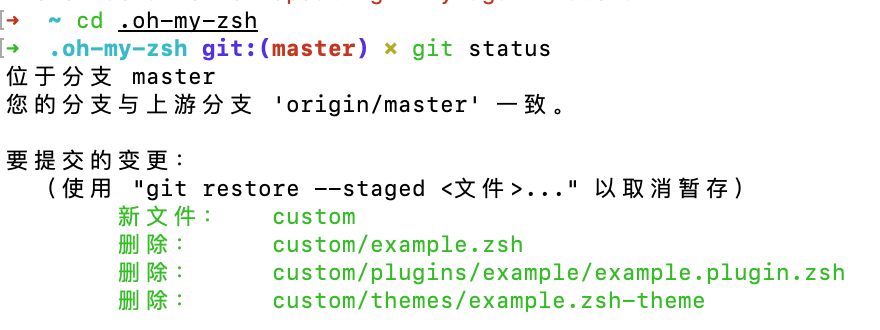 → ~ cd .oh-my-zsh
→ .oh-my-zsh git:(master) × git status
位于分支 master
您的分支与上游分支 'origin/master' 一致。
要提交的变更：
（使用 "git restore --staged <文件>..." 以取消暂存）
新文件： custom
删除： custom/example.zsh
删除： custom/plugins/example/example.plugin.zsh
删除： custom/themes/example.zsh-theme